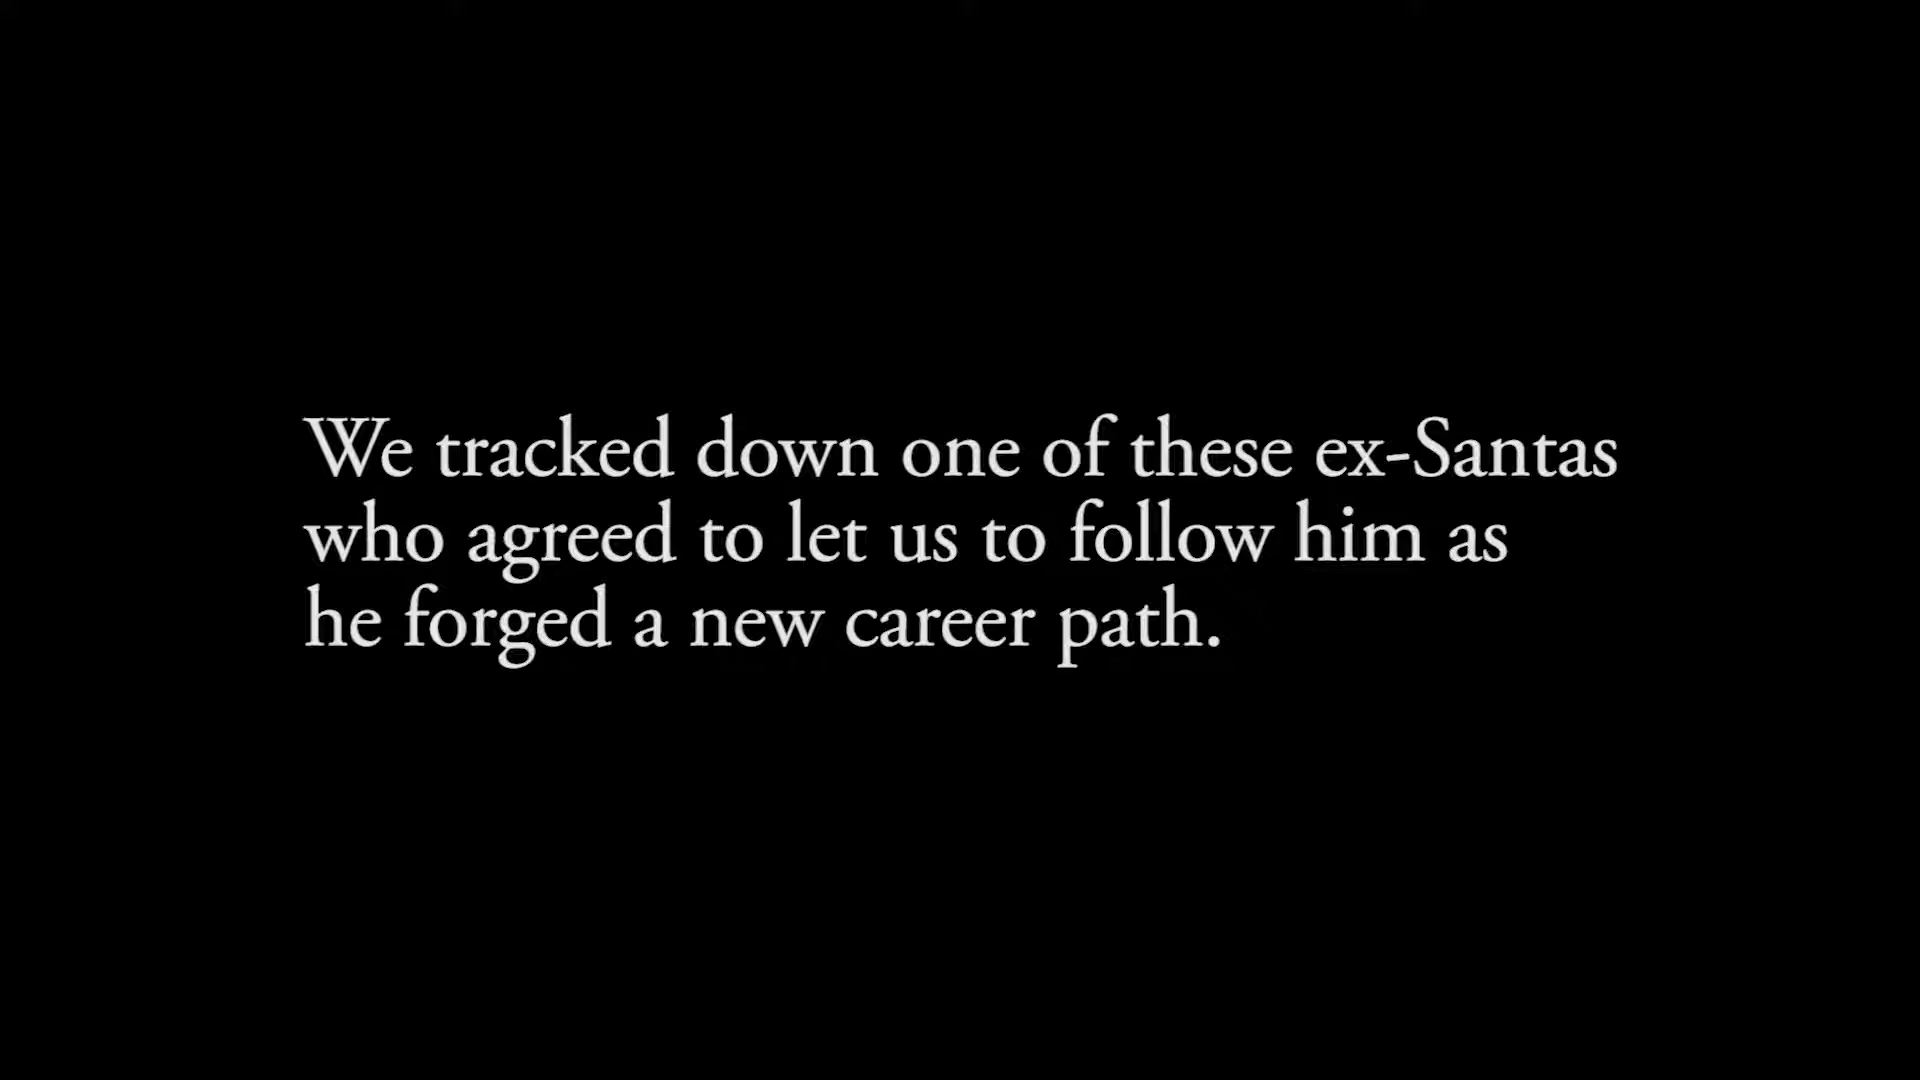 We tracked down one of these ex-Santas
who agreed to let us to follow him as
he forged a new career path.